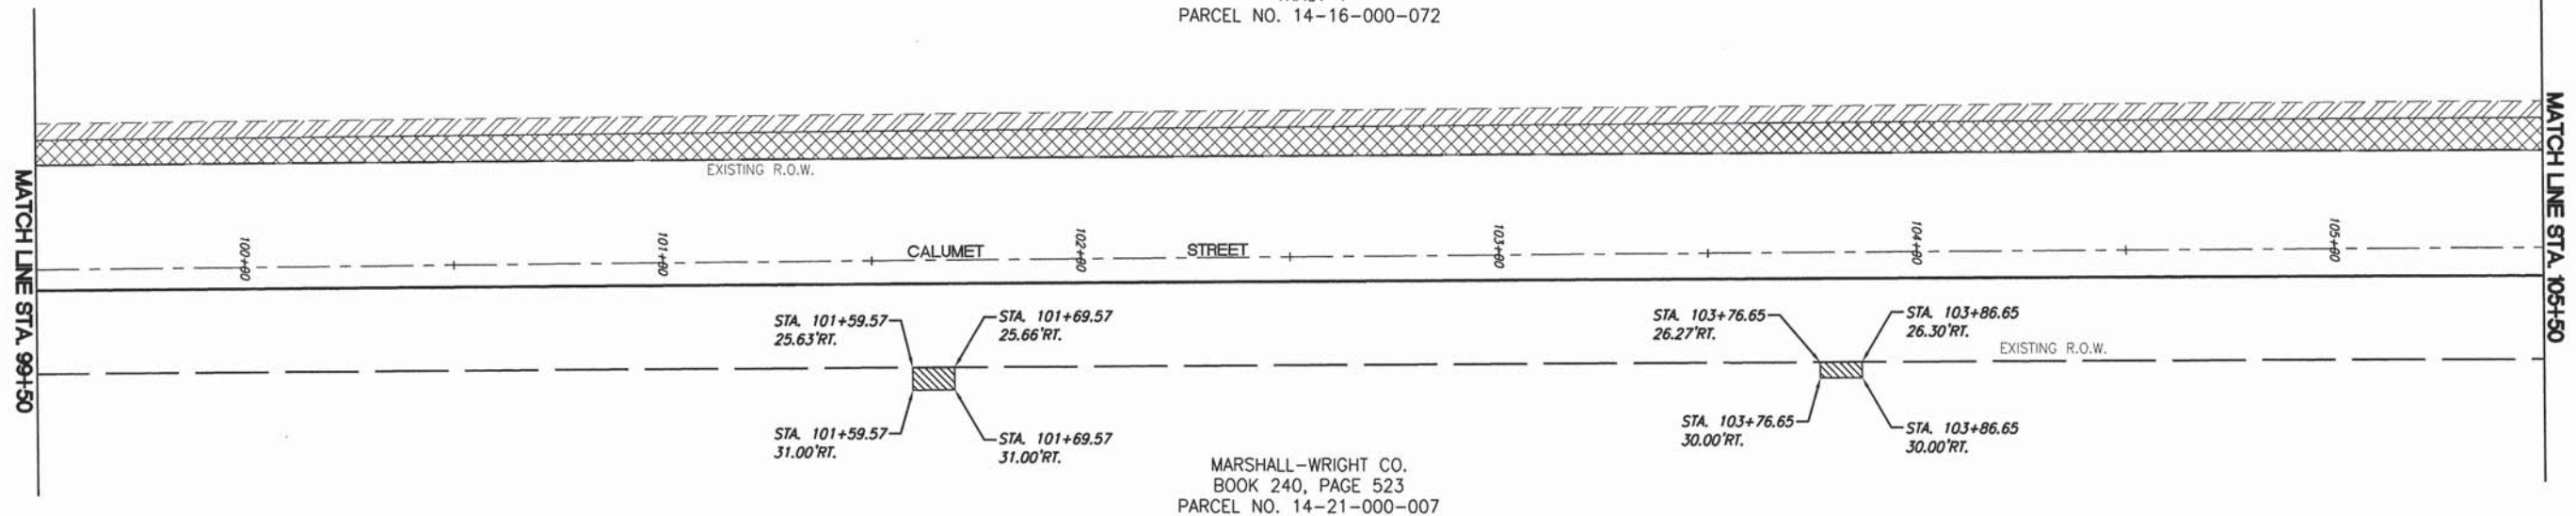 PARCEL NO. 14-16-000-072
MATCH LINE STA. 99+50
MATCH LINE STA. 105+50
EXISTING R.O.W.
100+00
101+00
CALUMET
102+00
STREET
103+00
104+00
105+00
STA. 101+59.57
25.63'RT.
STA. 101+69.57
25.66'RT.
STA. 103+76.65
26.27'RT.
STA. 103+86.65
26.30'RT.
EXISTING R.O.W.
STA. 101+59.57
31.00'RT.
STA. 101+69.57
31.00'RT.
STA. 103+76.65
30.00'RT.
STA. 103+86.65
30.00'RT.
MARSHALL-WRIGHT CO.
BOOK 240, PAGE 523
PARCEL NO. 14-21-000-007